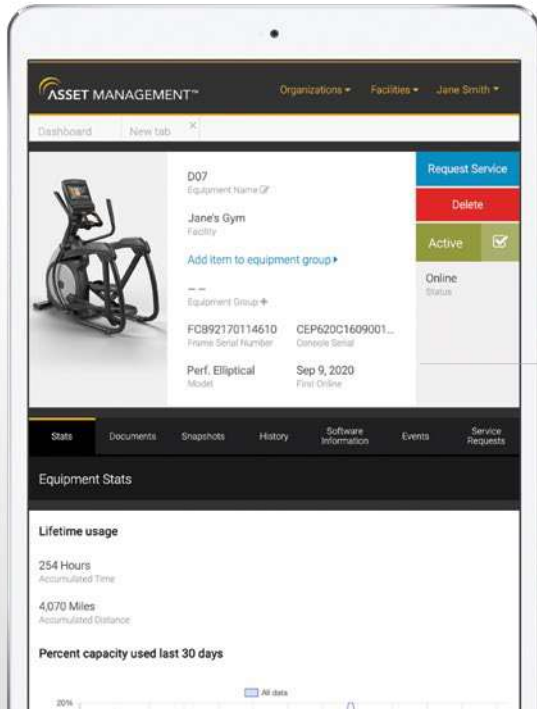 ASSET MANAGEMENT™
Organizations Facilities Jane Smith
Dashboard New tab ×
D07
Equipment Name
Jane's Gym
Facility
Add item to equipment group
– –
Equipment Group +
FC892170114610 CEP620C1609001...
Frame Serial Number Console Serial
Perf. Elliptical Sep 9, 2020
Model First Online
Request Service
Delete
Active
Online
Status
Stats Documents Snapshots History Software Information Events Service Requests
Equipment Stats
Lifetime usage
254 Hours
Accumulated Time
4,070 Miles
Accumulated Distance
Percent capacity used last 30 days
All data
20%